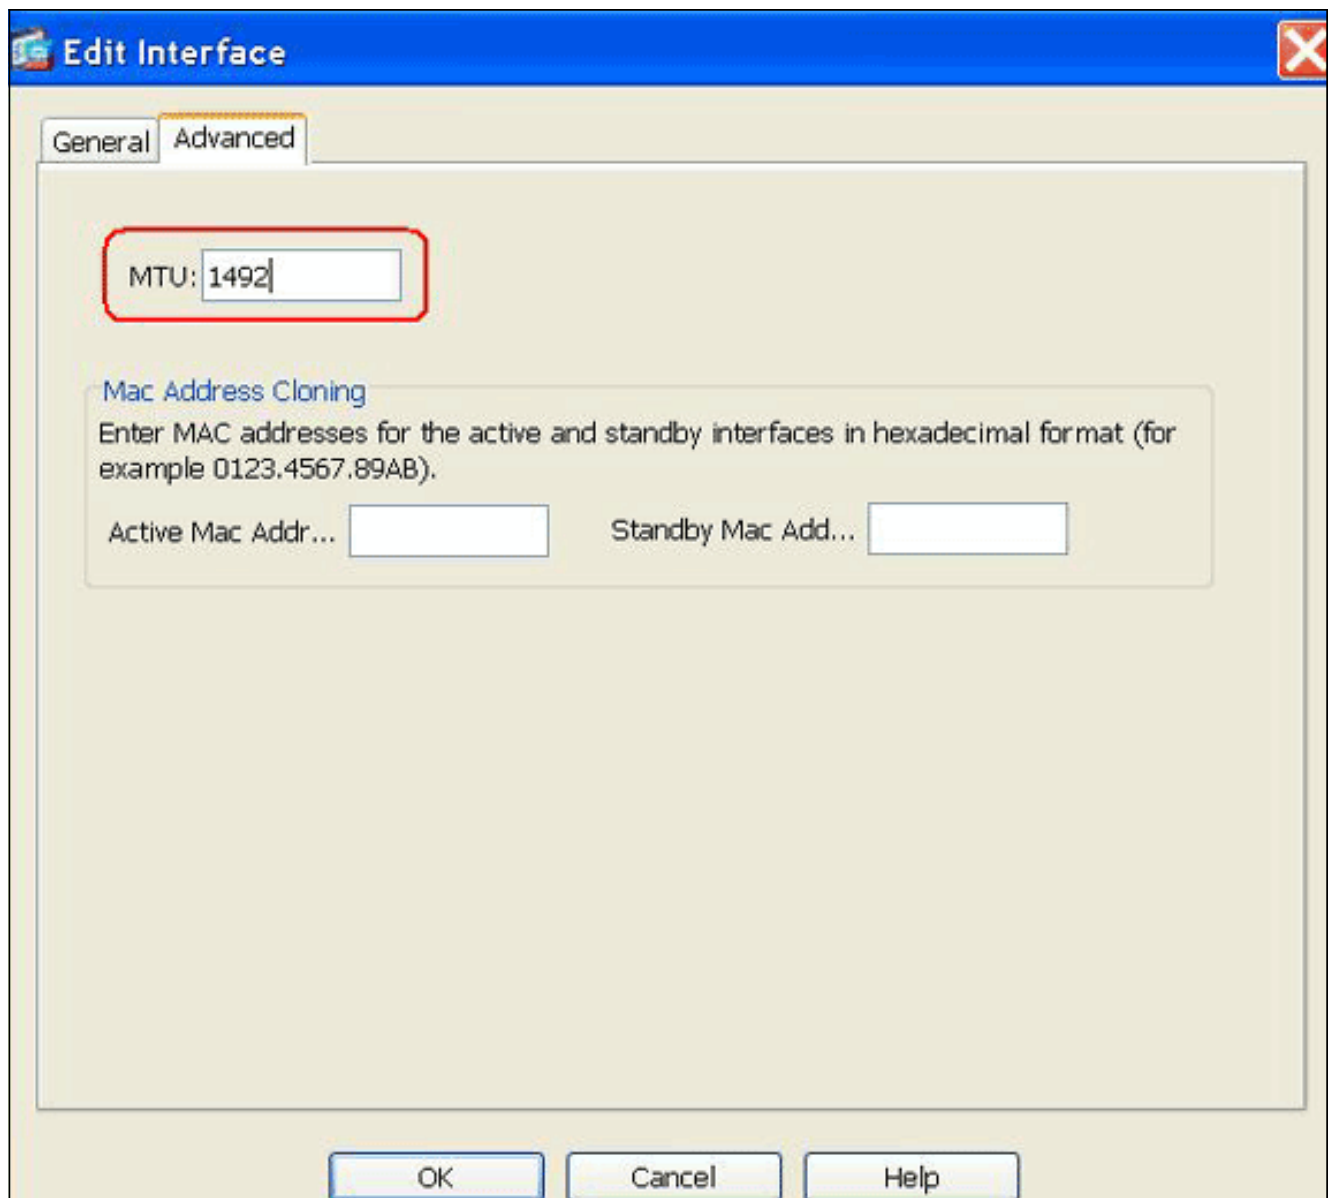 Edit Interface
General
Advanced
MTU: 1492
Mac Address Cloning
Enter MAC addresses for the active and standby interfaces in hexadecimal format (for
example 0123.4567.89AB).
Active Mac Addr...
Standby Mac Add...
OK
Cancel
Help